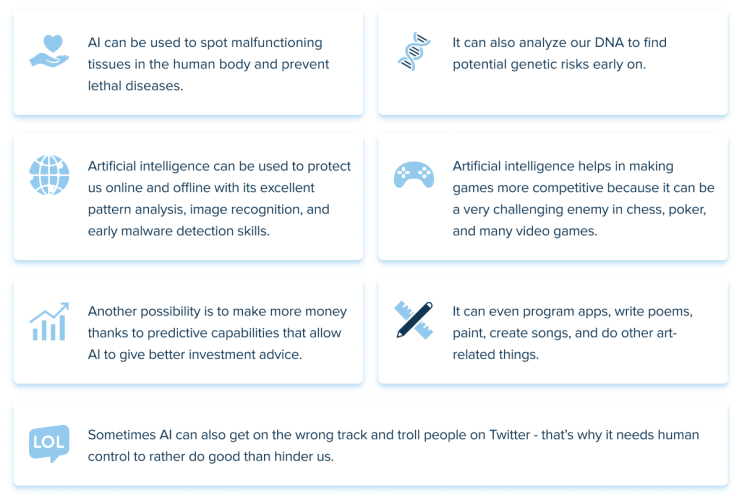 AI can be used to spot malfunctioning
tissues in the human body and prevent
lethal diseases.
It can also analyze our DNA to find
potential genetic risks early on.
Artificial intelligence can be used to protect
us online and offline with its excellent
pattern analysis, image recognition, and
early malware detection skills.
Artificial intelligence helps in making
games more competitive because it can be
a very challenging enemy in chess, poker,
and many video games.
Another possibility is to make more money
thanks to predictive capabilities that allow
AI to give better investment advice.
It can even program apps, write poems,
paint, create songs, and do other art-
related things.
LOL
Sometimes AI can also get on the wrong track and troll people on Twitter - that's why it needs human
control to rather do good than hinder us.